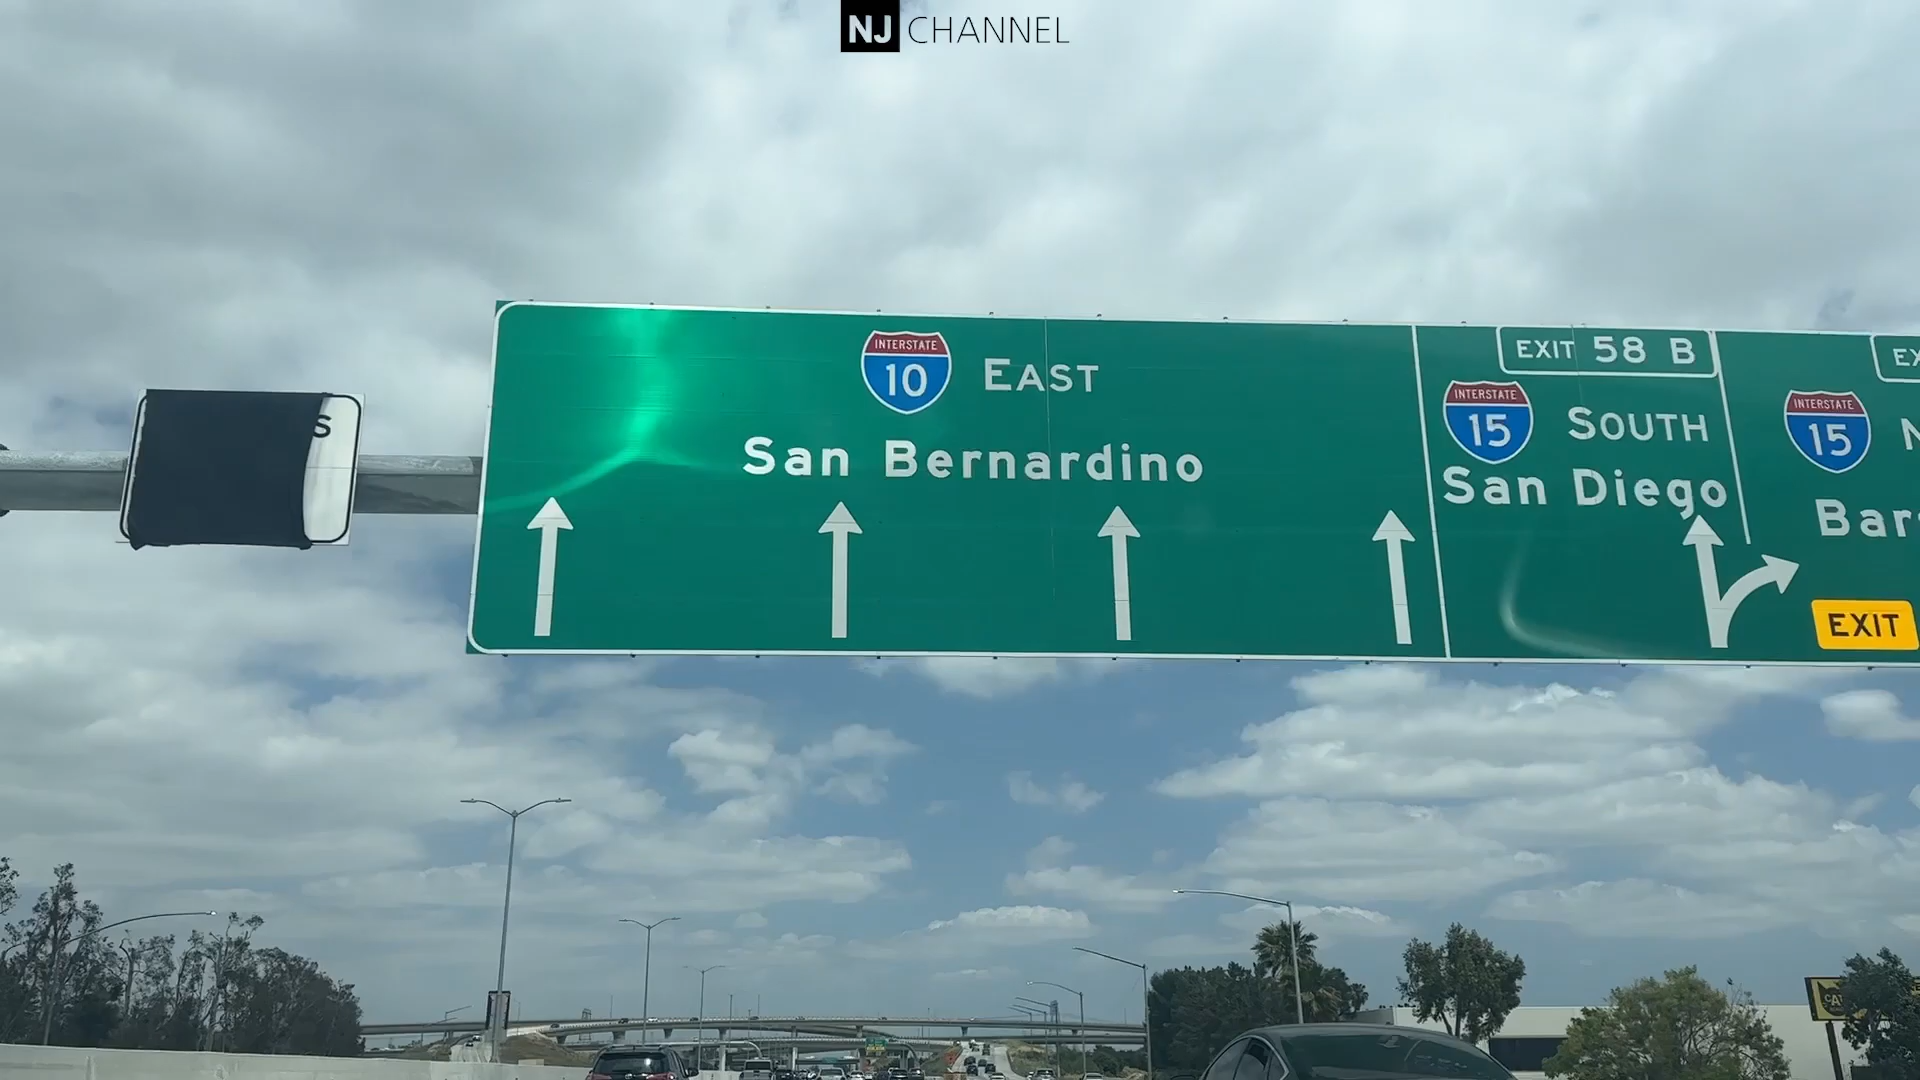 NJ CHANNEL
S
INTERSTATE
10 EAST
San Bernardino
EXIT 58 B
INTERSTATE
15 SOUTH
San Diego
INTERSTATE
15
EXIT